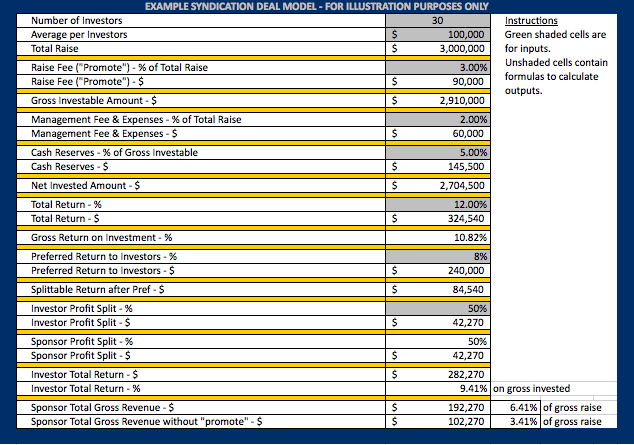 EXAMPLE SYNDICATION DEAL MODEL - FOR ILLUSTRATION PURPOSES ONLY
Number of Investors 30 Instructions
Average per Investors $ 100,000 Green shaded cells are
Total Raise $ 3,000,000 for inputs.
Unshaded cells contain
Raise Fee ("Promote") - % of Total Raise 3.00% formulas to calculate
Raise Fee ("Promote") - $ $ 90,000 outputs.
Gross Investable Amount - $ $ 2,910,000
Management Fee & Expenses - % of Total Raise 2.00%
Management Fee & Expenses - $ $ 60,000
Cash Reserves - % of Gross Investable 5.00%
Cash Reserves - $ $ 145,500
Net Invested Amount - $ $ 2,704,500
Total Return - % 12.00%
Total Return - $ $ 324,540
Gross Return on Investment - % 10.82%
Preferred Return to Investors - % 8%
Preferred Return to Investors - $ $ 240,000
Splittable Return after Pref - $ $ 84,540
Investor Profit Split - % 50%
Investor Profit Split - $ $ 42,270
Sponsor Profit Split - % 50%
Sponsor Profit Split - $ $ 42,270
Investor Total Return - $ $ 282,270
Investor Total Return - % 9.41% on gross invested
Sponsor Total Gross Revenue - $ $ 192,270 6.41% of gross raise
Sponsor Total Gross Revenue without "promote" - $ $ 102,270 3.41% of gross raise